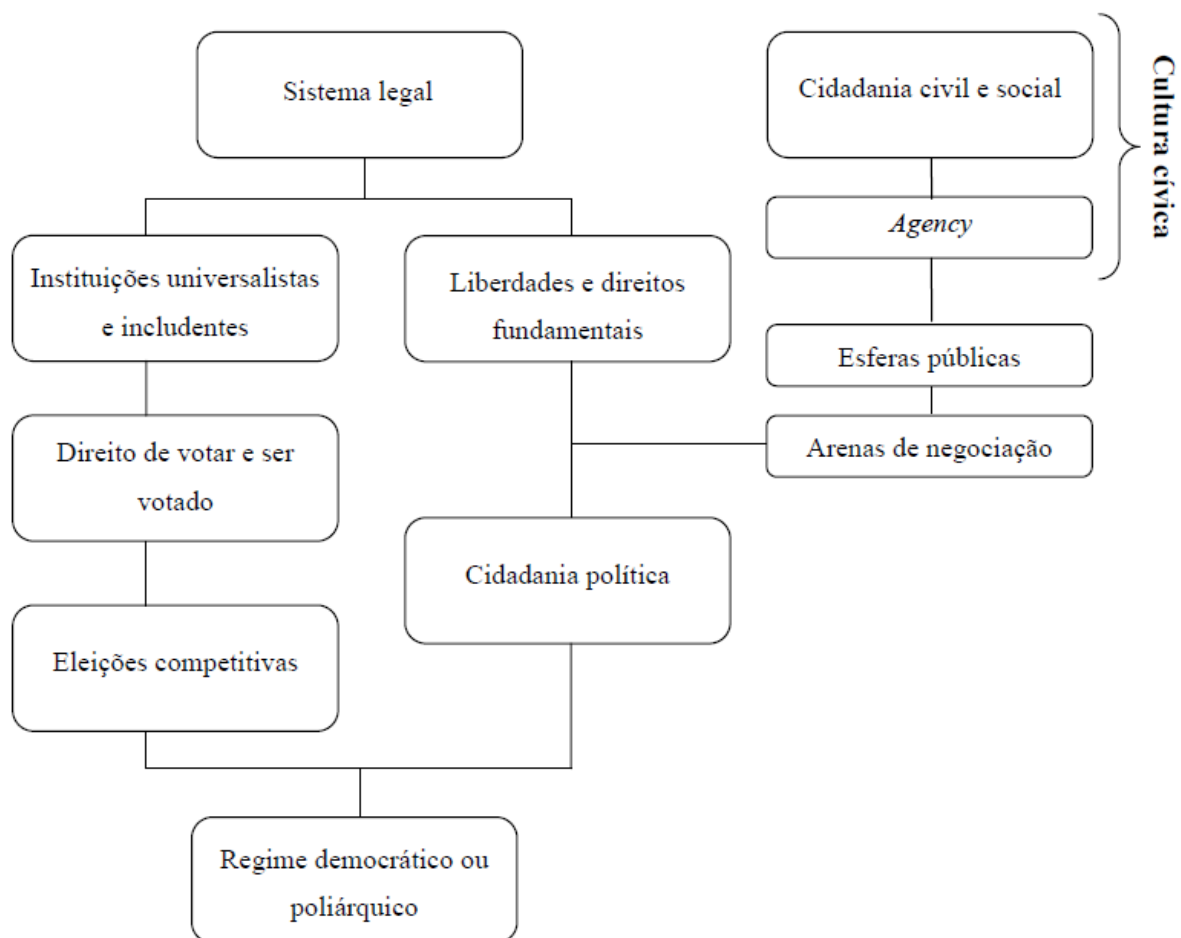 Sistema legal
Cidadania civil e social
Cultura cívica
Agency
Instituições universalistas
e includentes
Liberdades e direitos
fundamentais
Esferas públicas
Direito de votar e ser
votado
Arenas de negociação
Cidadania política
Eleições competitivas
Regime democrático ou
poliárquico